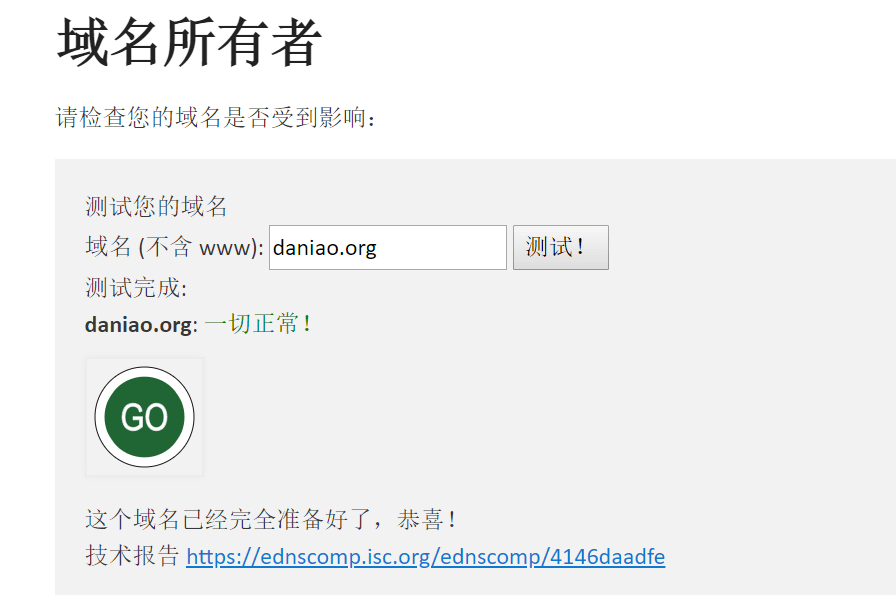 域名所有者
请检查您的域名是否受到影响：
测试您的域名
域名 (不含 www): daniao.org 测试！
测试完成:
daniao.org: 一切正常！
GO
这个域名已经完全准备好了，恭喜！
技术报告 https://ednscomp.isc.org/ednscomp/4146daadfe